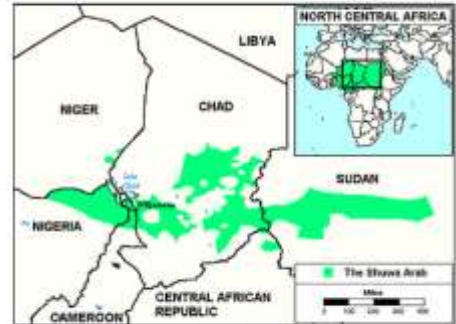 NORTH CENTRAL AFRICA
LIBYA
NIGER
CHAD
SUDAN
NIGERIA
The Shuwa Arab
Miles
CENTRAL AFRICAN
REPUBLIC
CAMEROON